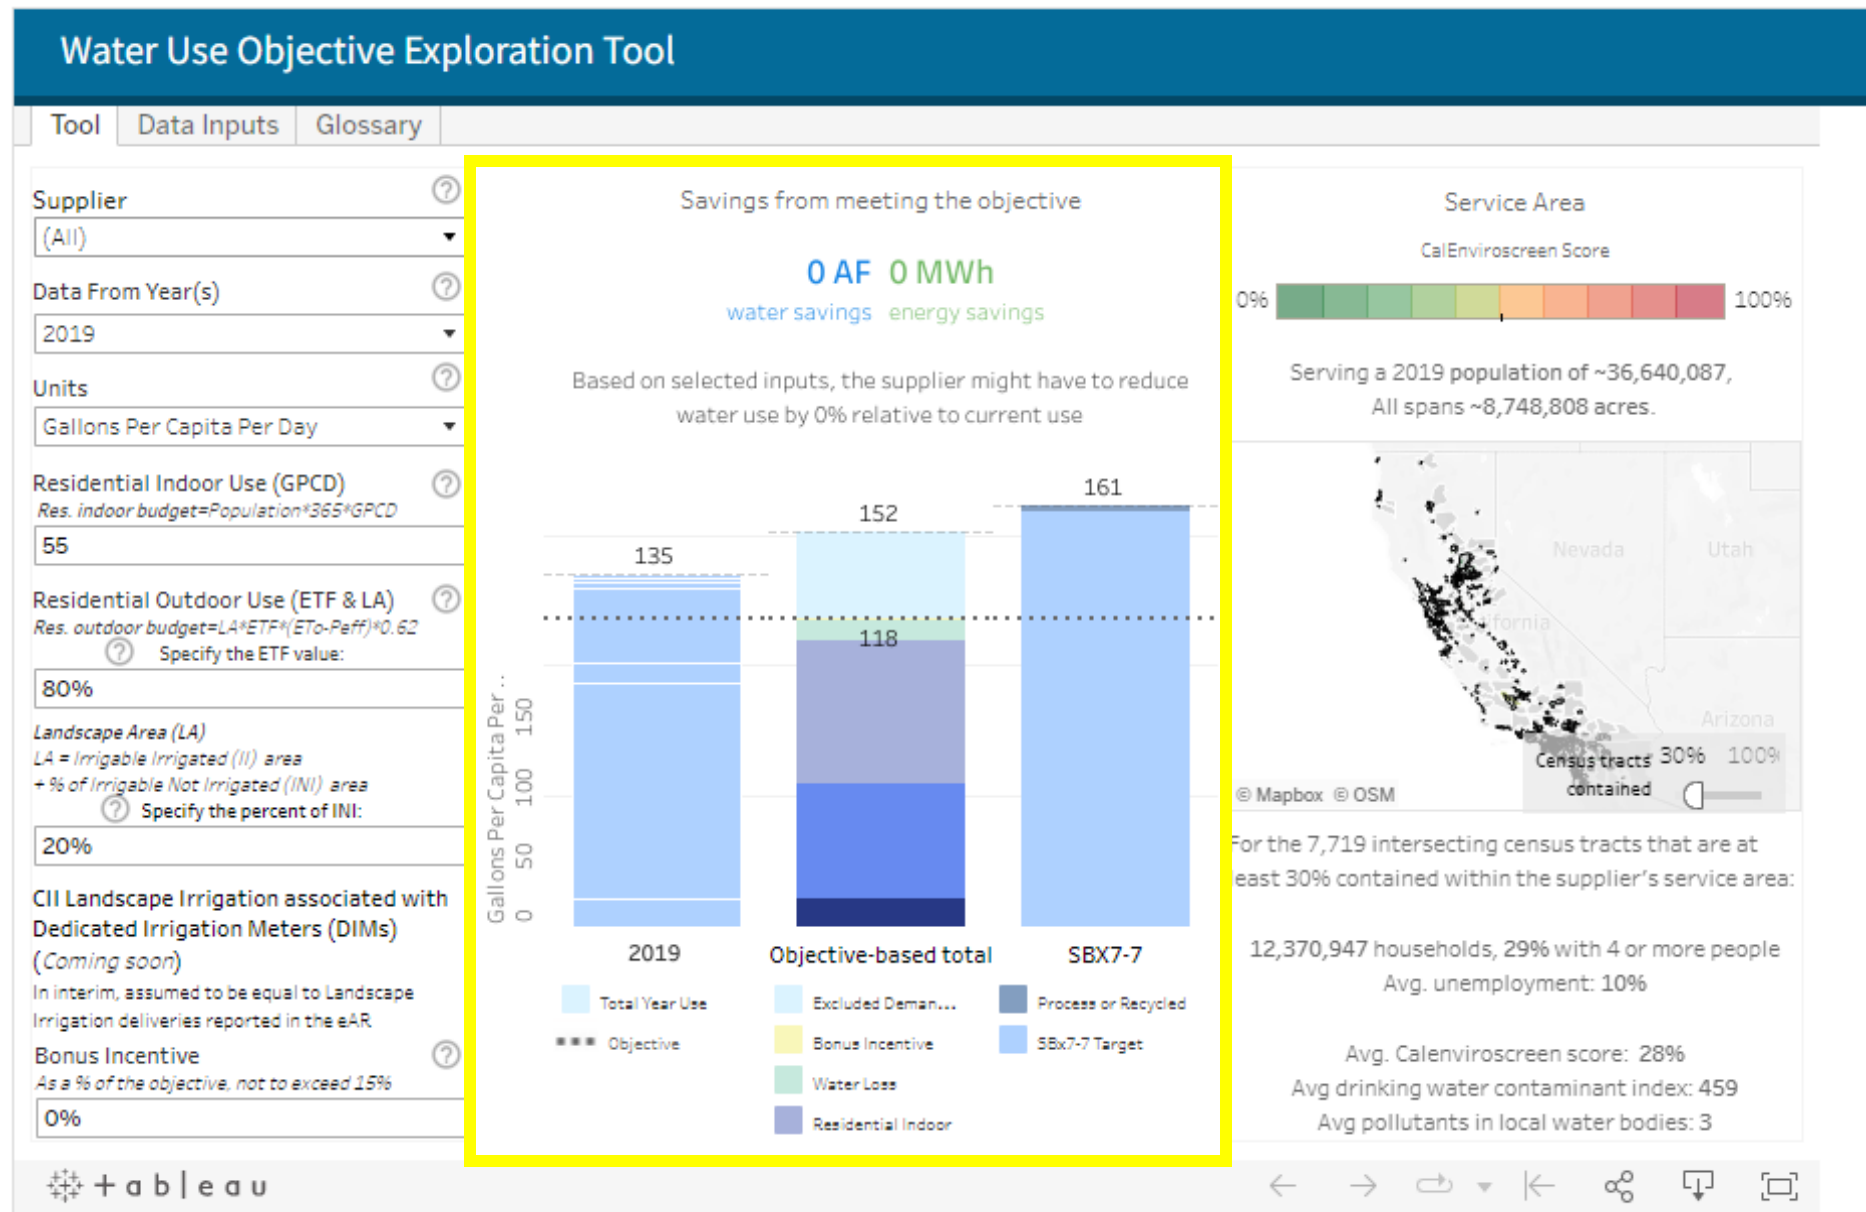 Water Use Objective Exploration Tool
Tool
Data Inputs
Glossary
Supplier
(All)
Data From Year(s)
2019
Units
Gallons Per Capita Per Day
Residential Indoor Use (GPCD)
Res. indoor budget=Population*365*GPCD
55
Residential Outdoor Use (ETF & LA)
Res. outdoor budget=LA*ETF*(ETo-Peff)*0.62
Specify the ETF value:
80%
Landscape Area (LA)
LA = Irrigable Irrigated (II) area
+ % of Irrigable Not Irrigated (INI) area
Specify the percent of INI:
20%
CII Landscape Irrigation associated with
Dedicated Irrigation Meters (DIMs)
(Coming soon)
In interim, assumed to be equal to Landscape
Irrigation deliveries reported in the eAR
Bonus Incentive
As a % of the objective, not to exceed 15%
0%
Savings from meeting the objective
0 AF 0 MWh
water savings energy savings
Based on selected inputs, the supplier might have to reduce
water use by 0% relative to current use
135
152
161
118
Gallons Per Capita Per ..
0
50
100
150
2019
Objective-based total
SBX7-7
Total Year Use
Objective
Excluded Deman...
Bonus Incentive
Water Loss
Residential Indoor
Process or Recycled
SBx7-7 Target
Service Area
CalEnviroscreen Score
0%
100%
Serving a 2019 population of ~36,640,087,
All spans ~8,748,808 acres.
Nevada
Utah
ifornia
Arizona
Census tracts
contained
30%
100%
© Mapbox © OSM
For the 7,719 intersecting census tracts that are at
least 30% contained within the supplier's service area:
12,370,947 households, 29% with 4 or more people
Avg. unemployment: 10%
Avg. Calenviroscreen score: 28%
Avg drinking water contaminant index: 459
Avg pollutants in local water bodies: 3
+ableau